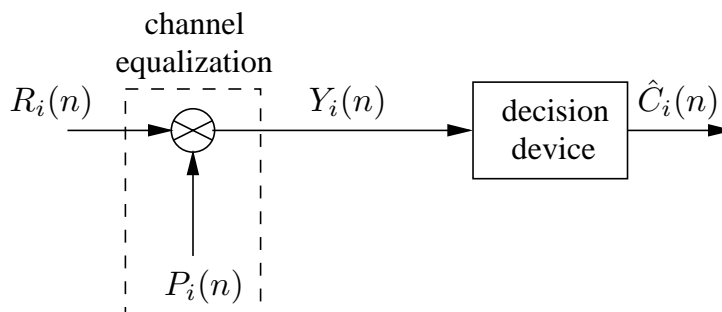 channel
equalization
R_i(n)
Y_i(n)
decision
device
Ĉ_i(n)
P_i(n)